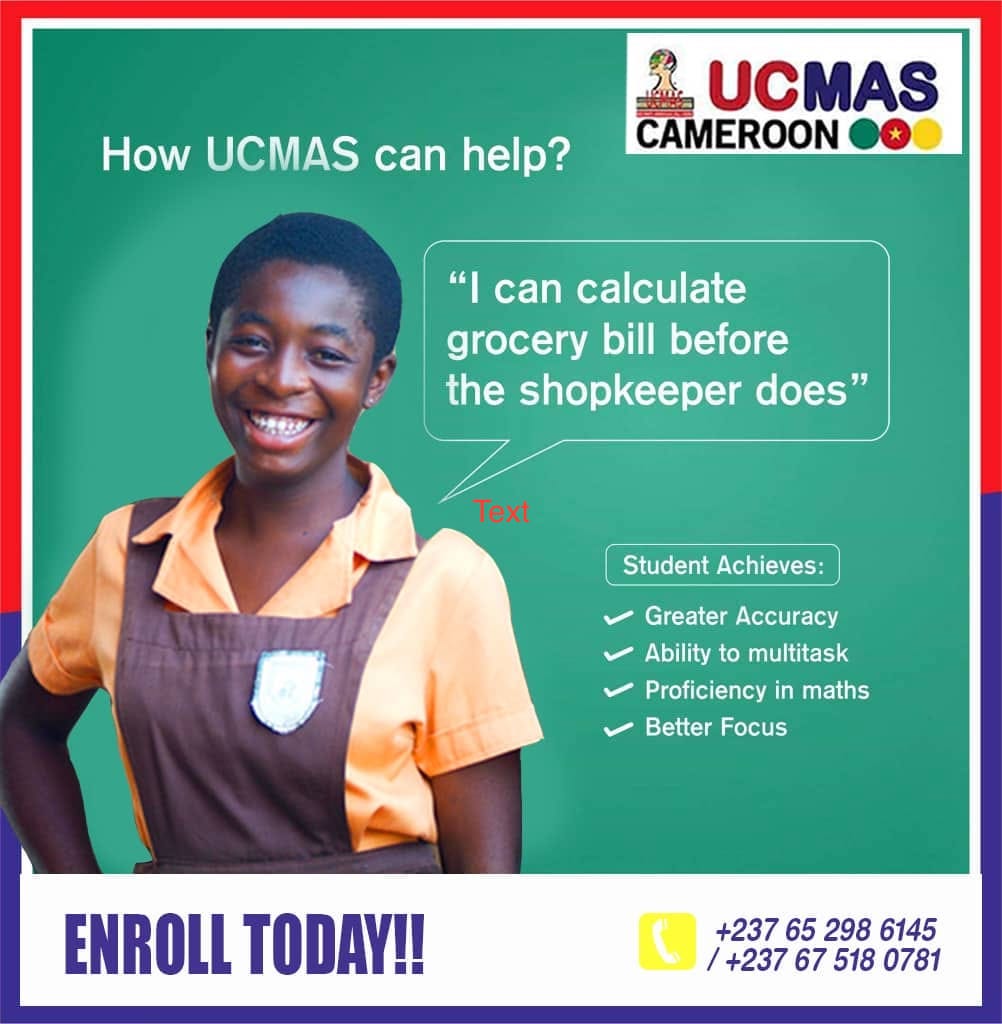 UCMAS
UCMAS
CAMEROON
How UCMAS can help?
“I can calculate
grocery bill before
the shopkeeper does”
Text
Student Achieves:
Greater Accuracy
Ability to multitask
Proficiency in maths
Better Focus
ENROLL TODAY!!
+237 65 298 6145
/ +237 67 518 0781